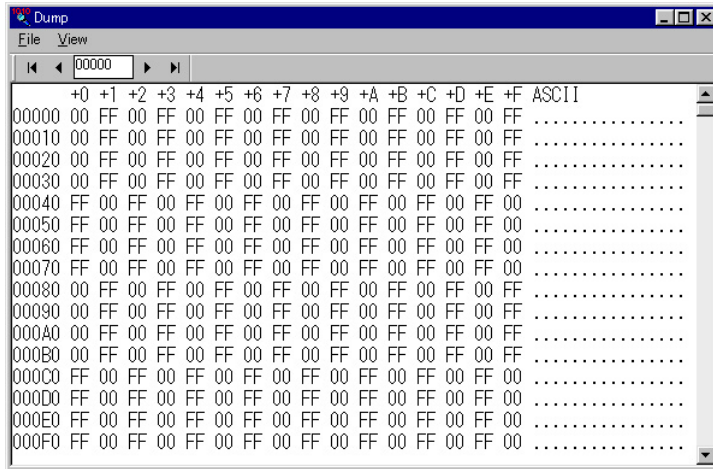 Dump
File View
00000
+0 +1 +2 +3 +4 +5 +6 +7 +8 +9 +A +B +C +D +E +F ASCII
00000 00 FF 00 FF 00 FF 00 FF 00 FF 00 FF 00 FF 00 FF ................
00010 00 FF 00 FF 00 FF 00 FF 00 FF 00 FF 00 FF 00 FF ................
00020 00 FF 00 FF 00 FF 00 FF 00 FF 00 FF 00 FF 00 FF ................
00030 00 FF 00 FF 00 FF 00 FF 00 FF 00 FF 00 FF 00 FF ................
00040 FF 00 FF 00 FF 00 FF 00 FF 00 FF 00 FF 00 FF 00 ................
00050 FF 00 FF 00 FF 00 FF 00 FF 00 FF 00 FF 00 FF 00 ................
00060 FF 00 FF 00 FF 00 FF 00 FF 00 FF 00 FF 00 FF 00 ................
00070 FF 00 FF 00 FF 00 FF 00 FF 00 FF 00 FF 00 FF 00 ................
00080 00 FF 00 FF 00 FF 00 FF 00 FF 00 FF 00 FF 00 FF ................
00090 00 FF 00 FF 00 FF 00 FF 00 FF 00 FF 00 FF 00 FF ................
000A0 00 FF 00 FF 00 FF 00 FF 00 FF 00 FF 00 FF 00 FF ................
000B0 00 FF 00 FF 00 FF 00 FF 00 FF 00 FF 00 FF 00 FF ................
000C0 FF 00 FF 00 FF 00 FF 00 FF 00 FF 00 FF 00 FF 00 ................
000D0 FF 00 FF 00 FF 00 FF 00 FF 00 FF 00 FF 00 FF 00 ................
000E0 FF 00 FF 00 FF 00 FF 00 FF 00 FF 00 FF 00 FF 00 ................
000F0 FF 00 FF 00 FF 00 FF 00 FF 00 FF 00 FF 00 FF 00 ................